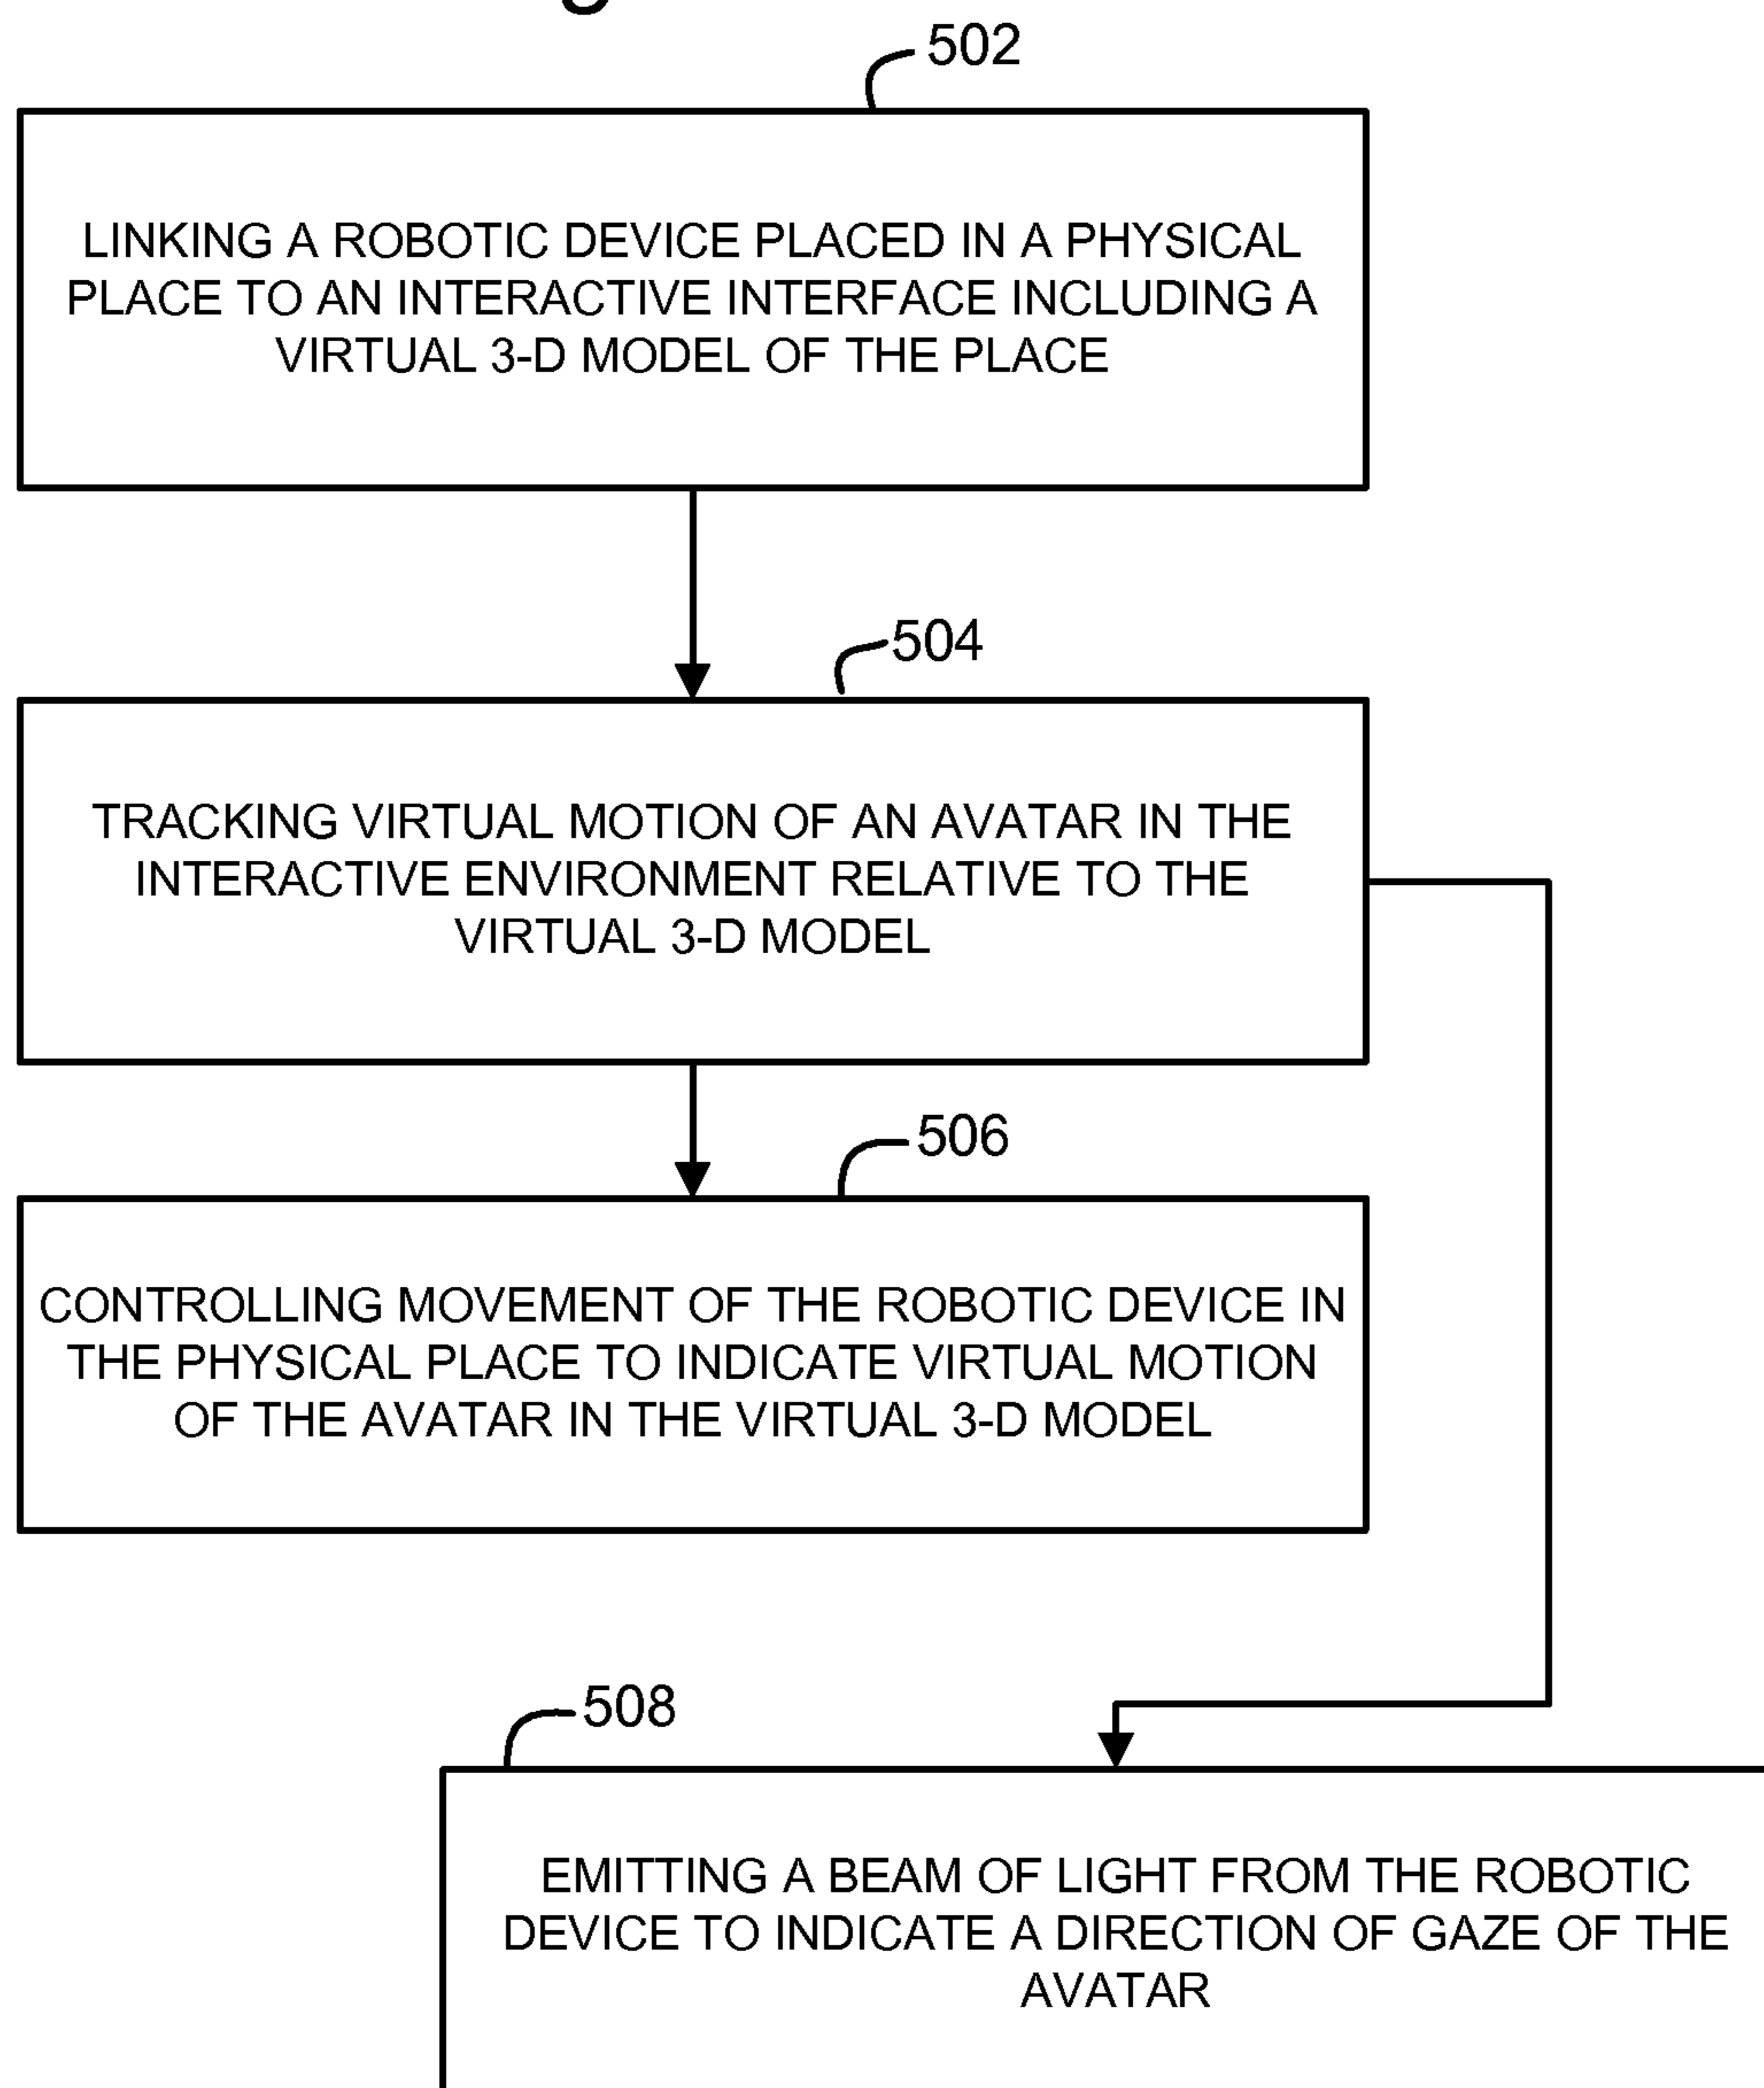 502
LINKING A ROBOTIC DEVICE PLACED IN A PHYSICAL
PLACE TO AN INTERACTIVE INTERFACE INCLUDING A
VIRTUAL 3-D MODEL OF THE PLACE
504
TRACKING VIRTUAL MOTION OF AN AVATAR IN THE
INTERACTIVE ENVIRONMENT RELATIVE TO THE
VIRTUAL 3-D MODEL
506
CONTROLLING MOVEMENT OF THE ROBOTIC DEVICE IN
THE PHYSICAL PLACE TO INDICATE VIRTUAL MOTION
OF THE AVATAR IN THE VIRTUAL 3-D MODEL
508
EMITTING A BEAM OF LIGHT FROM THE ROBOTIC
DEVICE TO INDICATE A DIRECTION OF GAZE OF THE
AVATAR